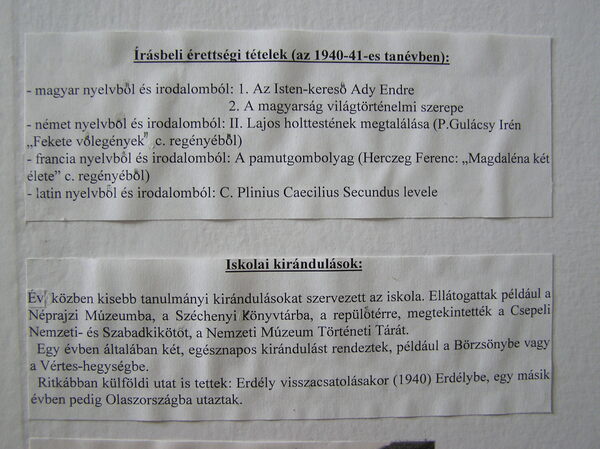 Írásbeli érettségi tételek (az 1940-41-es tanévben):
- magyar nyelvből és irodalomból: 1. Az Isten-kereső Ady Endre
2. A magyarság világtörténelmi szerepe
- német nyelvből és irodalomból: II. Lajos holttestének megtalálása (P.Gulácsy Irén
„Fekete vőlegények” c. regényéből)
- francia nyelvből és irodalomból: A pamutgombolyag (Herczeg Ferenc: „Magdaléna két
élete” c. regényéből)
- latin nyelvből és irodalomból: C. Plinius Caecilius Secundus levele
Iskolai kirándulások:
Év közben kisebb tanulmányi kirándulásokat szervezett az iskola. Ellátogattak például a
Néprajzi Múzeumba, a Széchenyi Könyvtárba, a repülőtérre, megtekintették a Csepeli
Nemzeti- és Szabadkikötőt, a Nemzeti Múzeum Történeti Tárát.
Egy évben általában két, egésznapos kirándulást rendeztek, például a Börzsönybe vagy
a Vértes-hegységbe.
Ritkábban külföldi utat is tettek: Erdély visszacsatolásakor (1940) Erdélybe, egy másik
évben pedig Olaszországba utaztak.